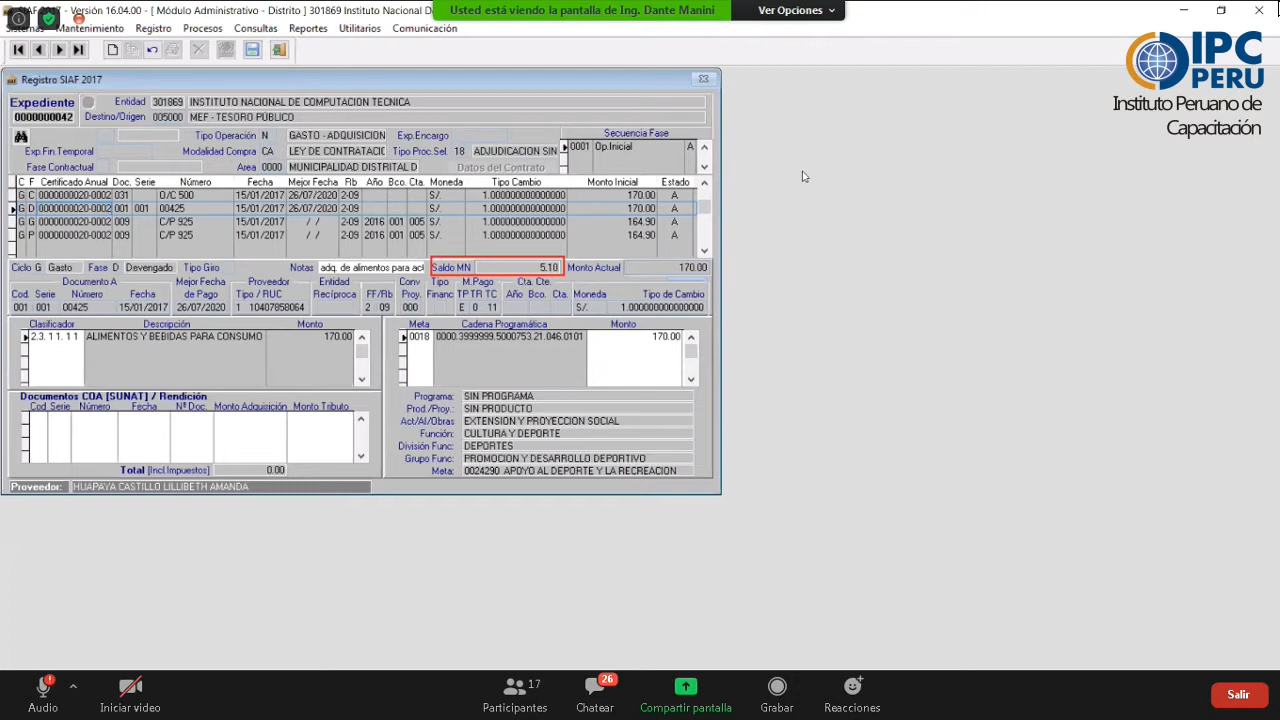 SIAF 2017 - Versión 16.04.00 - [ Módulo Administrativo - Distrito ] 301869 Instituto Nacional De
Usted está viendo la pantalla de Ing. Dante Manini
Ver Opciones
Sistemas Mantenimiento Registro Procesos Consultas Reportes Utilitarios Comunicación
IPC
PERU
Instituto Peruano de
Capacitación
Registro SIAF 2017
Expediente
0000000042
Entidad 301869 INSTITUTO NACIONAL DE COMPUTACION TECNICA
Destino/Origen 005000 MEF - TESORO PÚBLICO
Tipo Operación N GASTO - ADQUISICION Exp.Encargo
Exp.Fin Temporal Modalidad Compra CA LEY DE CONTRATACIC Tipo Proc.Sel. 18 ADJUDICACION SIN
Fase Contractual Area 0000 MUNICIPALIDAD DISTRITAL D Datos del Contrato
Secuencia Fase
0001 Op.Inicial A
C F Certificado Anual Doc. Serie Número Fecha Mejor Fecha Rb Año Bco. Cta. Moneda Tipo Cambio Monto Inicial Estado
G C 0000000020-0002 031 O/C 500 15/01/2017 26/07/2020 2-09 S/. 1.0000000000000 170.00 A
G D 0000000020-0002 001 001 00425 15/01/2017 26/07/2020 2-09 S/. 1.0000000000000 170.00 A
G G 0000000020-0002 009 C/P 925 15/01/2017 / / 2-09 2016 001 005 S/. 1.0000000000000 164.90 A
G P 0000000020-0002 009 C/P 925 15/01/2017 / / 2-09 2016 001 005 S/. 1.0000000000000 164.90 A
Ciclo G Gasto Fase D Devengado Tipo Giro Notas adq. de alimentos para act Saldo MN 5.10 Monto Actual 170.00
Documento A Mejor Fecha Proveedor Entidad Conv Tipo M.Pago Cta. Cte.
Cod. Serie Número Fecha de Pago Tipo / RUC Recíproca FF/Rb Proy. Financ TP TR TC Año Bco. Cta. Moneda Tipo de Cambio
001 001 00425 15/01/2017 26/07/2020 1 10407858064 2 09 000 E 0 11 S/. 1.000000000000
Clasificador Descripción Monto
2.3. 1 1. 1 1 ALIMENTOS Y BEBIDAS PARA CONSUMO 170.00
Meta Cadena Programática Monto
0018 0000.3999999.5000753.21.046.0101 170.00
Documentos COA [SUNAT] / Rendición
Cod Serie Número Fecha Nº Doc. Monto Adquisición Monto Tributo
Total [Incl.Impuestos] 0.00
Programa: SIN PROGRAMA
Prod./Proy.: SIN PRODUCTO
Act/AI/Obras EXTENSION Y PROYECCION SOCIAL
Función: CULTURA Y DEPORTE
División Func: DEPORTES
Grupo Func: PROMOCION Y DESARROLLO DEPORTIVO
Meta: 0024290 APOYO AL DEPORTE Y LA RECREACION
Proveedor: HUAPAYA CASTILLO LILLIBETH AMANDA
Audio
Iniciar video
17
Participantes
26
Chatear
Compartir pantalla
Grabar
Reacciones
Salir